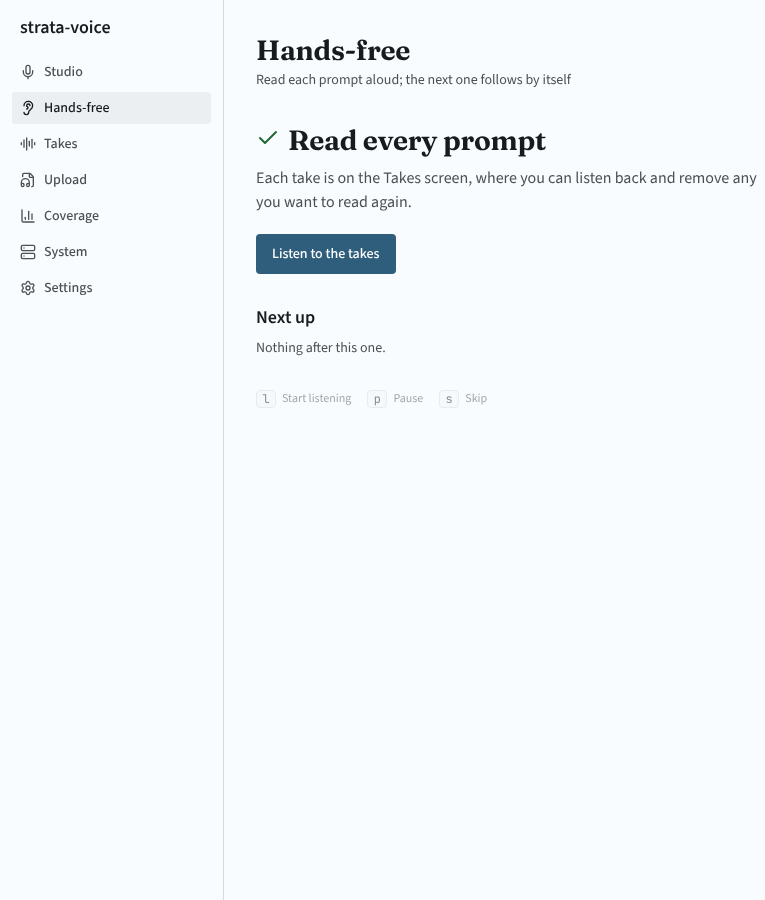 strata-voice
Studio
Hands-free
Takes
Upload
Coverage
System
Settings
Hands-free
Read each prompt aloud; the next one follows by itself
Read every prompt
Each take is on the Takes screen, where you can listen back and remove any
you want to read again.
Listen to the takes
Next up
Nothing after this one.
l Start listening p Pause s Skip